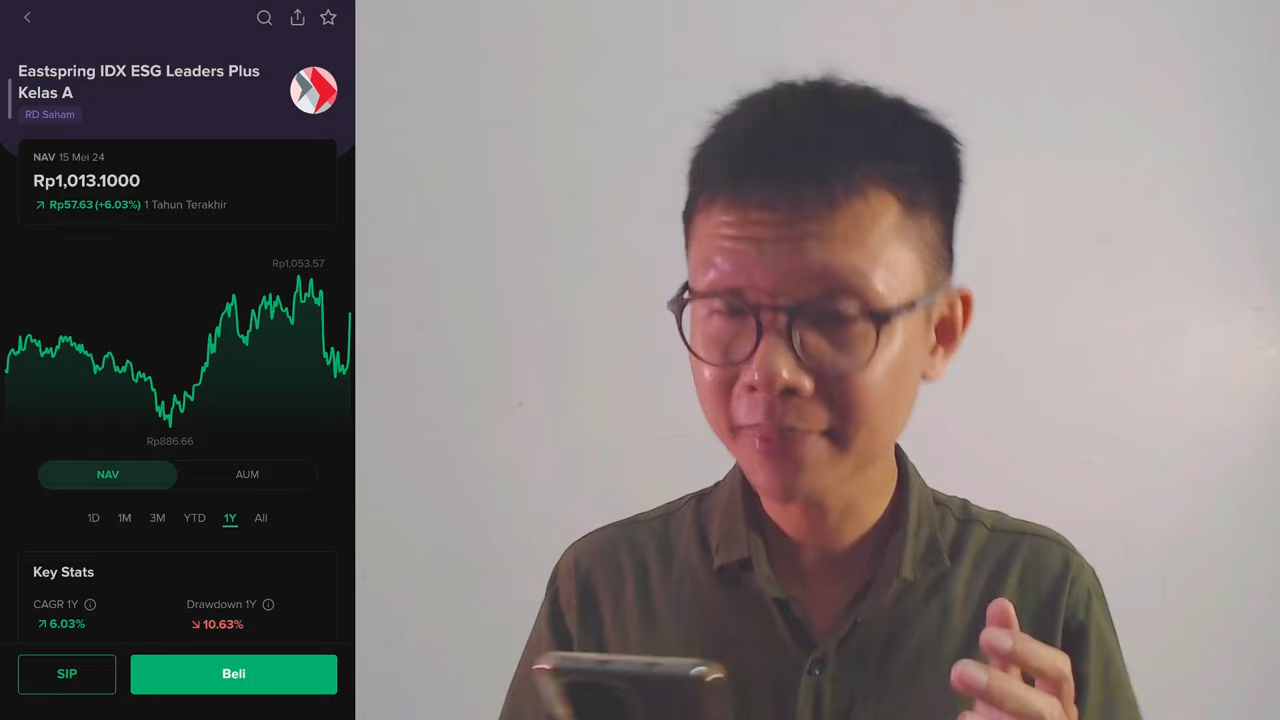 Eastspring IDX ESG Leaders Plus
Kelas A
RD Saham
NAV 15 Mei 24
Rp1,013.1000
Rp57.63 (+6.03%) 1 Tahun Terakhir
Rp1,053.57
Rp886.66
NAV AUM
1D 1M 3M YTD 1Y All
Key Stats
CAGR 1Y Drawdown 1Y
6.03% 10.63%
SIP Beli